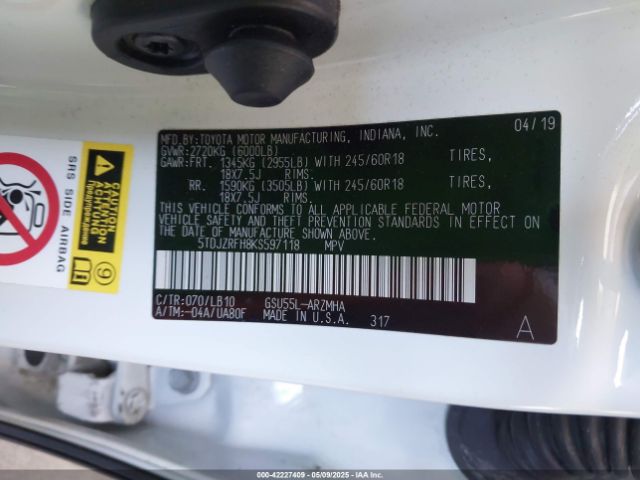 MFD.BY:TOYOTA MOTOR MANUFACTURING, INDIANA, INC. 04/19
GVWR:2720KG (6000LB)
GAWR:FRT. 1345KG (2955LB) WITH 245/60R18 TIRES,
18X7.5J RIMS.
RR. 1590KG (3505LB) WITH 245/60R18 TIRES,
18X7.5J RIMS.
THIS VEHICLE CONFORMS TO ALL APPLICABLE FEDERAL MOTOR
VEHICLE SAFETY AND THEFT PREVENTION STANDARDS IN EFFECT ON
THE DATE OF MANUFACTURE SHOWN ABOVE.
5TDJZRFH8KS597118 MPV
C/TR:070/LB10 GSU55L-ARZMHA
A/TM:-04A/UA80F MADE IN U.S.A. 317 A
SRS SIDE AIRBAG
CAUTION
ACHTUNG
9
000-42227409 - 05/09/2025 - IAAI.COM